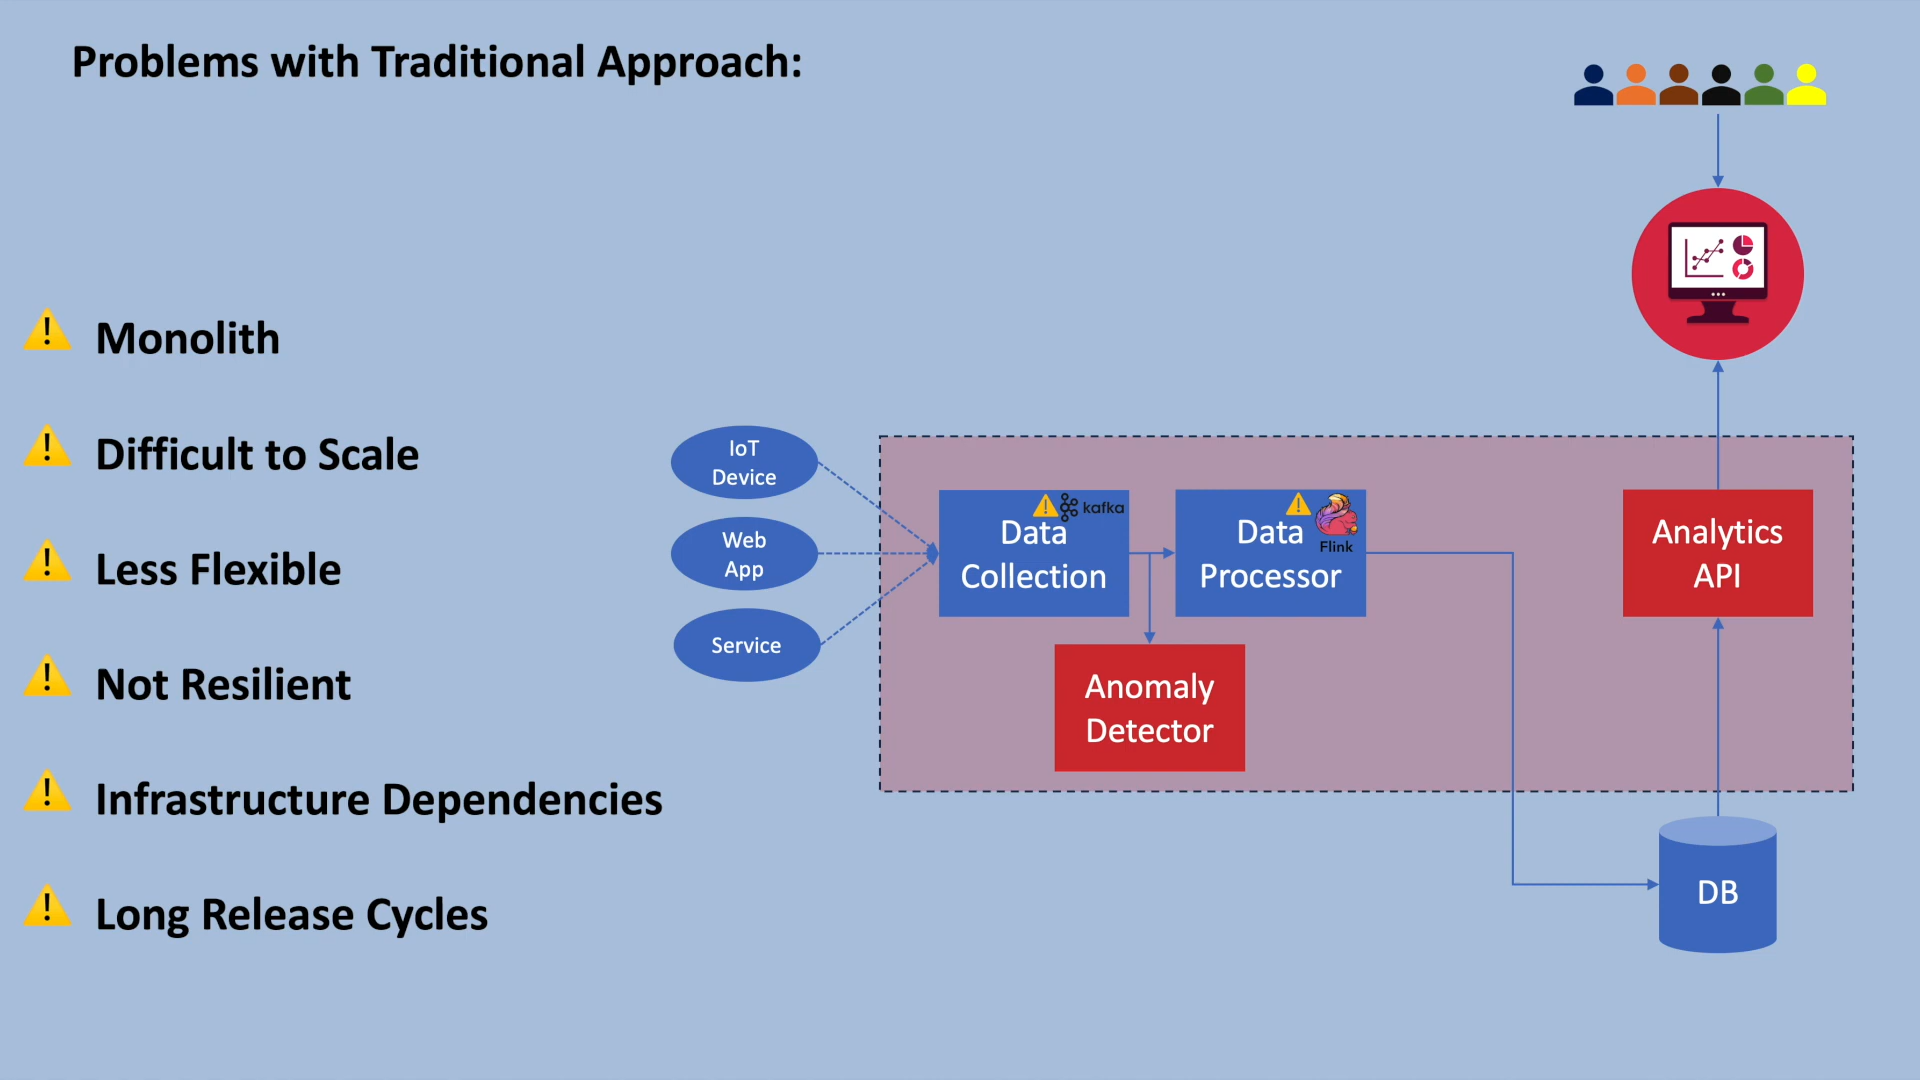 Problems with Traditional Approach:
Monolith
Difficult to Scale
Less Flexible
Not Resilient
Infrastructure Dependencies
Long Release Cycles
IoT
Device
Web
App
Service
kafka
Data
Collection
Flink
Data
Processor
Anomaly
Detector
Analytics
API
DB